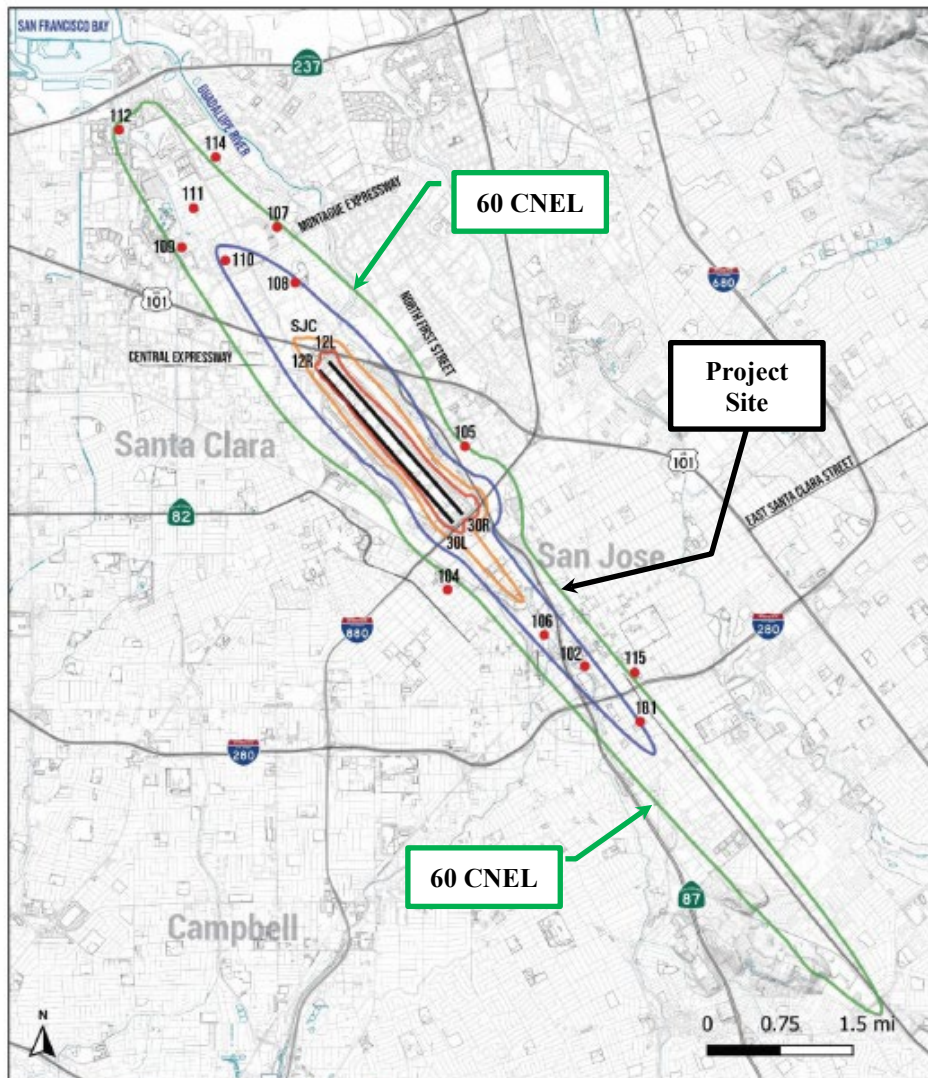 SAN FRANCISCO BAY
237
GUADALUPE RIVER
112
114
111
107
MONTAGUE EXPRESSWAY
60 CNEL
109
110
108
680
101
NORTH FIRST STREET
SJC
12L
12R
CENTRAL EXPRESSWAY
Project
Site
105
Santa Clara
101
EAST SANTA CLARA STREET
82
30R
30L
San Jose
104
880
106
280
102
115
101
280
60 CNEL
87
Campbell
N
0 0.75 1.5 mi